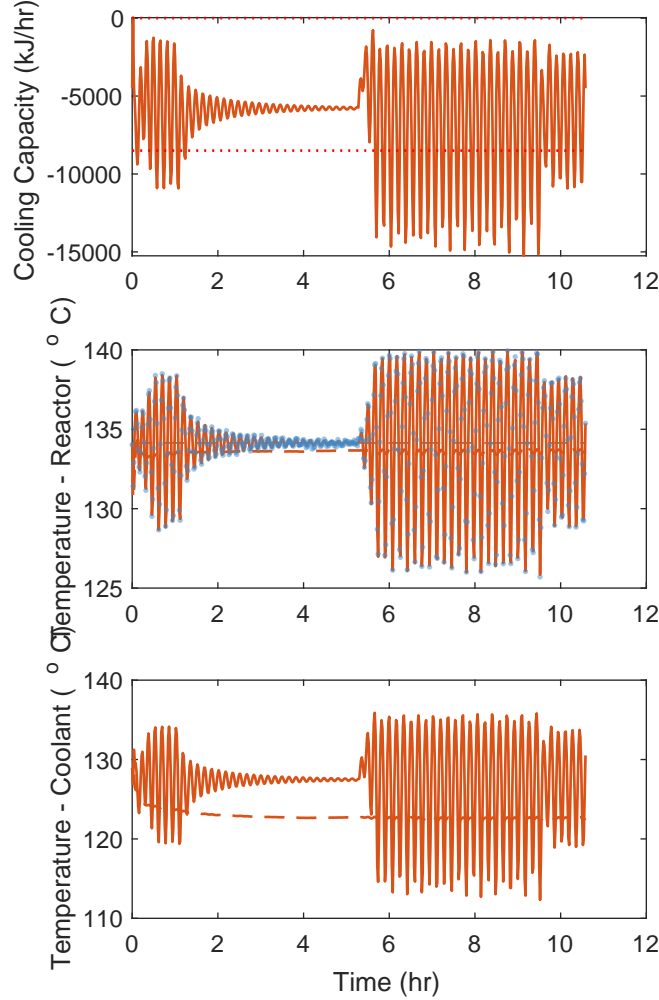 Cooling Capacity (kJ/hr)
0
-5000
-10000
-15000
0 2 4 6 8 10 12
Temperature - Reactor ( o C)
140
135
130
125
0 2 4 6 8 10 12
Temperature - Coolant ( o C)
140
130
120
110
0 2 4 6 8 10 12
Time (hr)